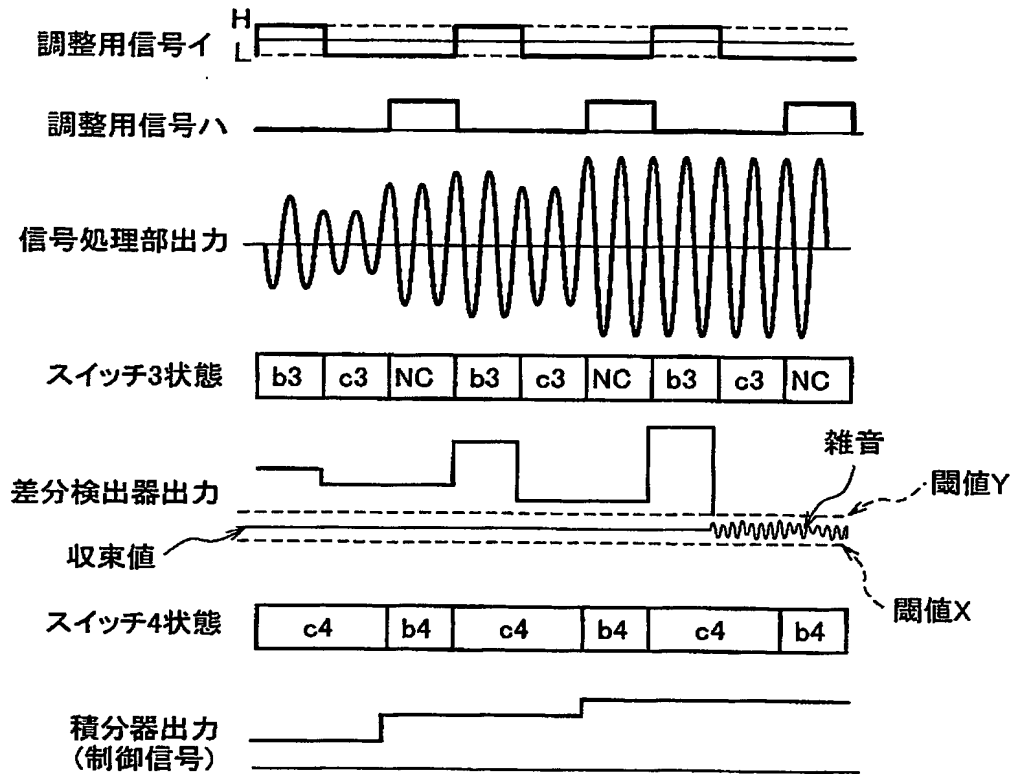 調整用信号イ
H
L
調整用信号ハ
信号処理部出力
スイッチ3状態
b3 c3 NC b3 c3 NC b3 c3 NC
差分検出器出力
雑音
閾値Y
収束値
閾値X
スイッチ4状態
c4 b4 c4 b4 c4 b4
積分器出力
(制御信号)